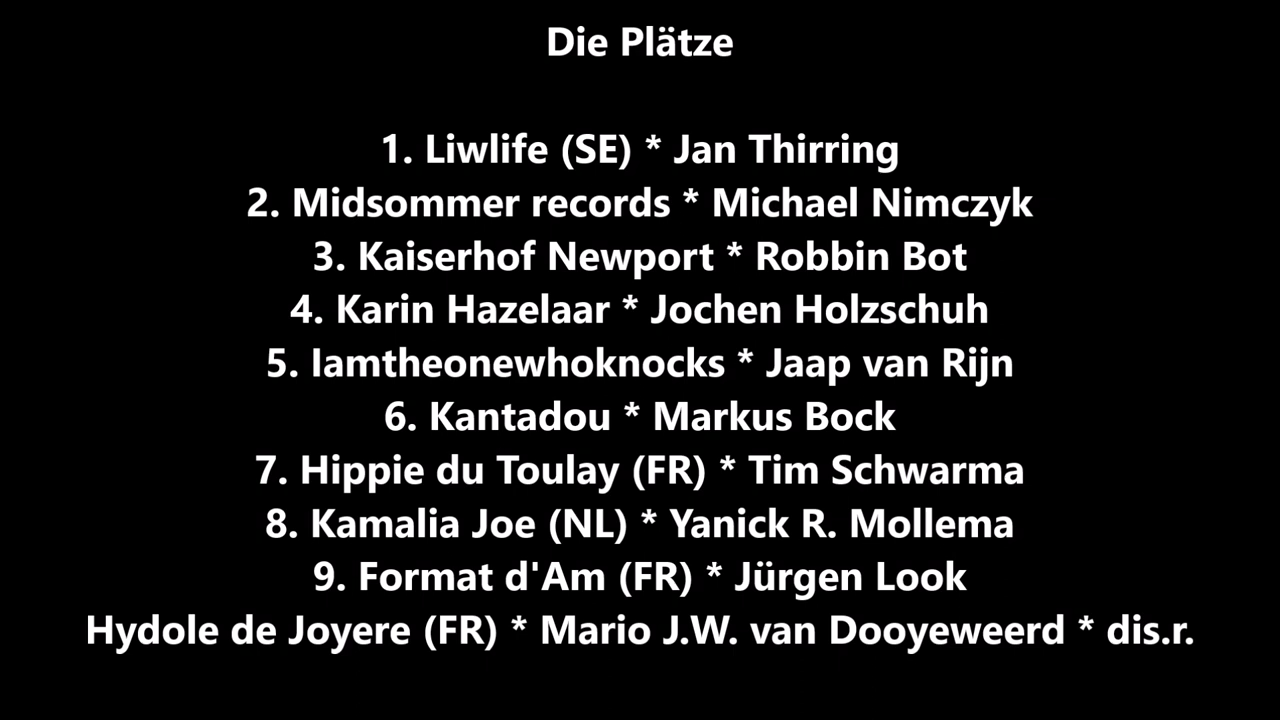 Die Plätze
1. Liwlife (SE) * Jan Thirring
2. Midsommer records * Michael Nimczyk
3. Kaiserhof Newport * Robbin Bot
4. Karin Hazelaar * Jochen Holzschuh
5. Iamtheonewhoknocks * Jaap van Rijn
6. Kantadou * Markus Bock
7. Hippie du Toulay (FR) * Tim Schwarma
8. Kamalia Joe (NL) * Yanick R. Mollema
9. Format d'Am (FR) * Jürgen Look
Hydole de Joyere (FR) * Mario J.W. van Dooyeweerd * dis.r.